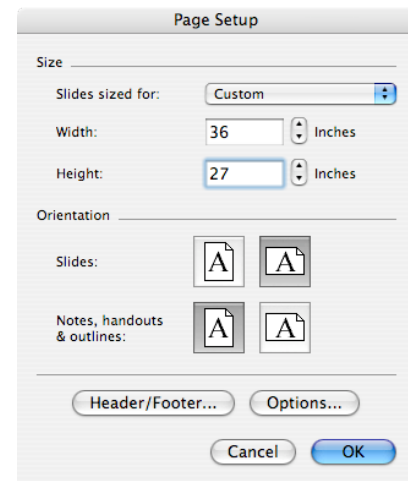 Page Setup
Size
Slides sized for: Custom
Width: 36 Inches
Height: 27 Inches
Orientation
Slides: A A
Notes, handouts
& outlines: A A
Header/Footer... Options...
Cancel OK